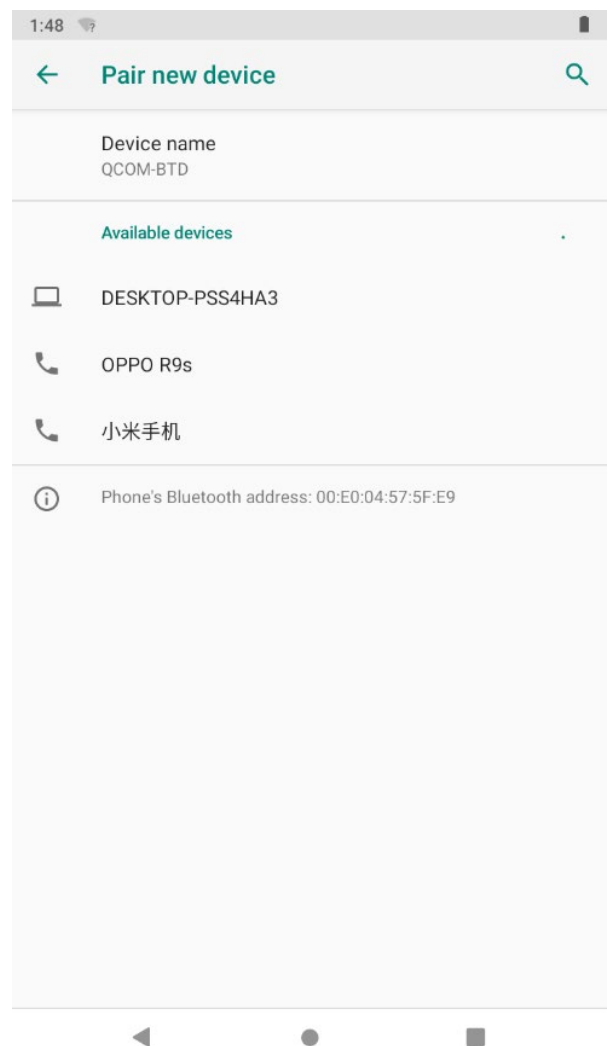 1:48
Pair new device
Device name
QCOM-BTD
Available devices
DESKTOP-PSS4HA3
OPPO R9s
小米手机
Phone's Bluetooth address: 00:E0:04:57:5F:E9